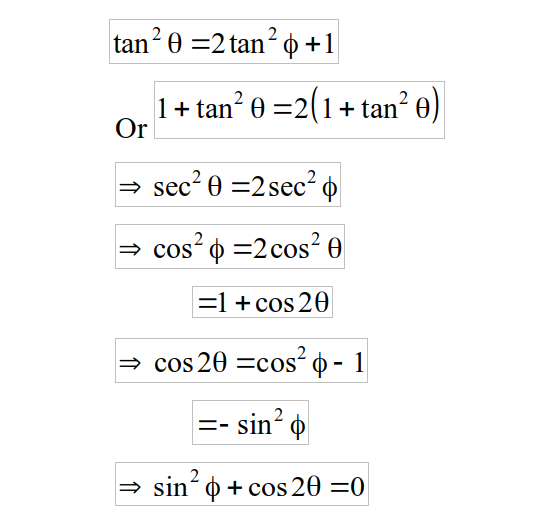 tan² θ =2 tan² ϕ +1
Or 1 + tan² θ =2(1 + tan² θ)
⇒ sec² θ =2 sec² ϕ
⇒ cos² ϕ =2 cos² θ
=1 + cos 2θ
⇒ cos 2θ =cos² ϕ - 1
=- sin² ϕ
⇒ sin² ϕ + cos 2θ =0